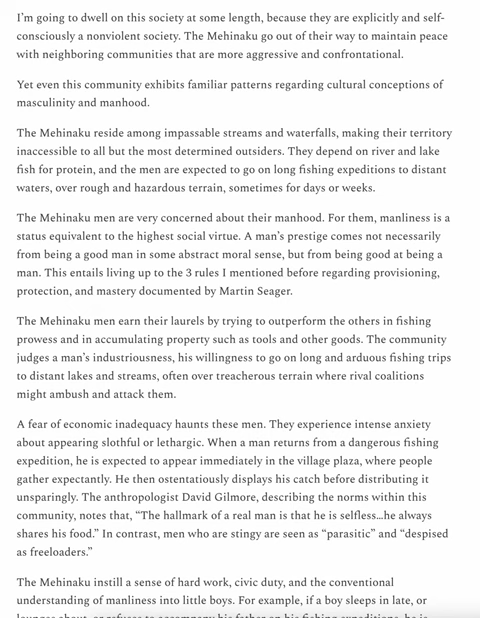 I’m going to dwell on this society at some length, because they are explicitly and self-
consciously a nonviolent society. The Mehinaku go out of their way to maintain peace
with neighboring communities that are more aggressive and confrontational.
Yet even this community exhibits familiar patterns regarding cultural conceptions of
masculinity and manhood.
The Mehinaku reside among impassable streams and waterfalls, making their territory
inaccessible to all but the most determined outsiders. They depend on river and lake
fish for protein, and the men are expected to go on long fishing expeditions to distant
waters, over rough and hazardous terrain, sometimes for days or weeks.
The Mehinaku men are very concerned about their manhood. For them, manliness is a
status equivalent to the highest social virtue. A man’s prestige comes not necessarily
from being a good man in some abstract moral sense, but from being good at being a
man. This entails living up to the 3 rules I mentioned before regarding provisioning,
protection, and mastery documented by Martin Seager.
The Mehinaku men earn their laurels by trying to outperform the others in fishing
prowess and in accumulating property such as tools and other goods. The community
judges a man’s industriousness, his willingness to go on long and arduous fishing trips
to distant lakes and streams, often over treacherous terrain where rival coalitions
might ambush and attack them.
A fear of economic inadequacy haunts these men. They experience intense anxiety
about appearing slothful or lethargic. When a man returns from a dangerous fishing
expedition, he is expected to appear immediately in the village plaza, where people
gather expectantly. He then ostentatiously displays his catch before distributing it
unsparingly. The anthropologist David Gilmore, describing the norms within this
community, notes that, “The hallmark of a real man is that he is selfless…he always
shares his food.” In contrast, men who are stingy are seen as “parasitic” and “despised
as freeloaders.”
The Mehinaku instill a sense of hard work, civic duty, and the conventional
understanding of manliness into little boys. For example, if a boy sleeps in late, or
lounges about, or refuses to accompany his father on his fishing expeditions, he is